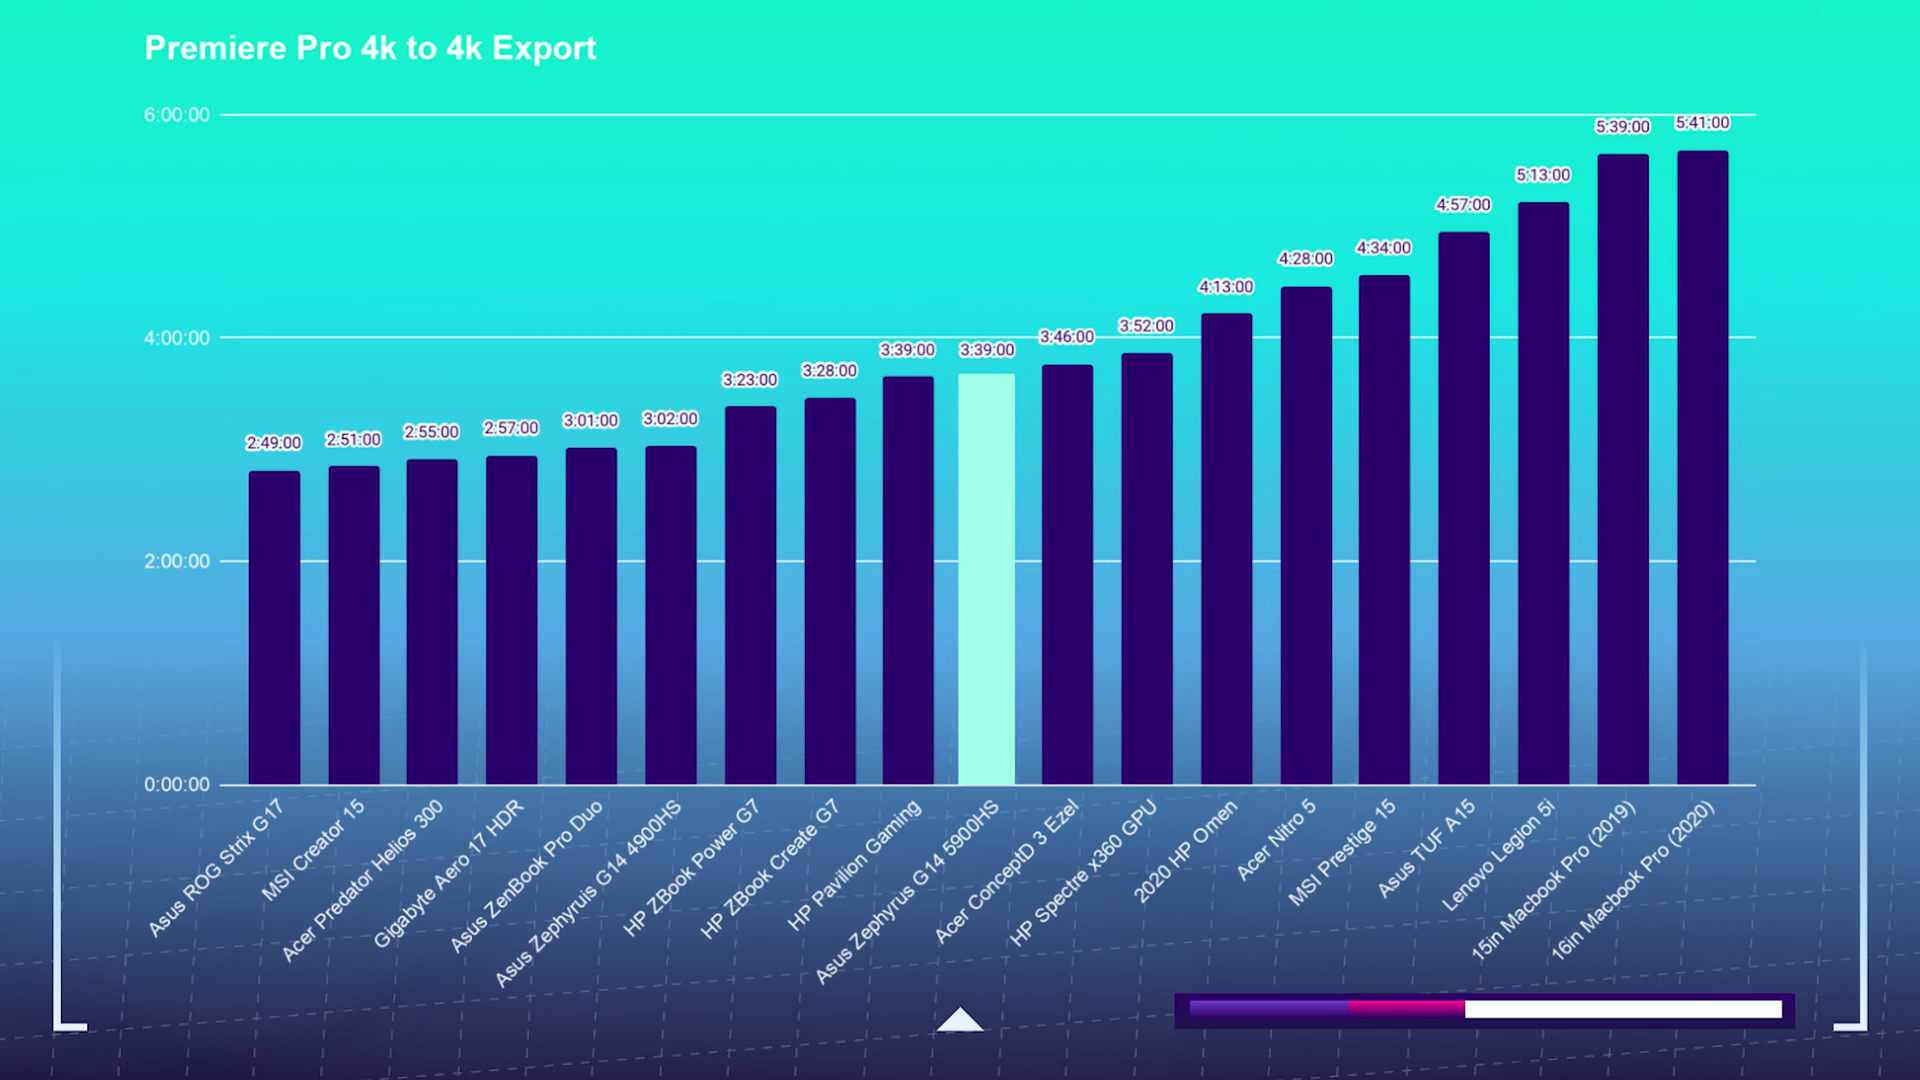 Premiere Pro 4k to 4k Export
6:00:00
4:00:00
2:00:00
0:00:00
2:49:00
2:51:00
2:55:00
2:57:00
3:01:00
3:02:00
3:23:00
3:28:00
3:39:00
3:39:00
3:46:00
3:52:00
4:13:00
4:28:00
4:34:00
4:57:00
5:13:00
5:39:00
5:41:00
Asus ROG Strix G17
MSI Creator 15
Acer Predator Helios 300
Gigabyte Aero 17 HDR
Asus ZenBook Pro Duo
Asus Zephyruis G14 4900HS
HP ZBook Power G7
HP ZBook Create G7
HP Pavilion Gaming
Asus Zephyrus G14 5900HS
Acer ConceptD 3 Ezel
HP Spectre x360 GPU
2020 HP Omen
Acer Nitro 5
MSI Prestige 15
Asus TUF A15
Lenovo Legion 5i
15in Macbook Pro (2019)
16in Macbook Pro (2020)